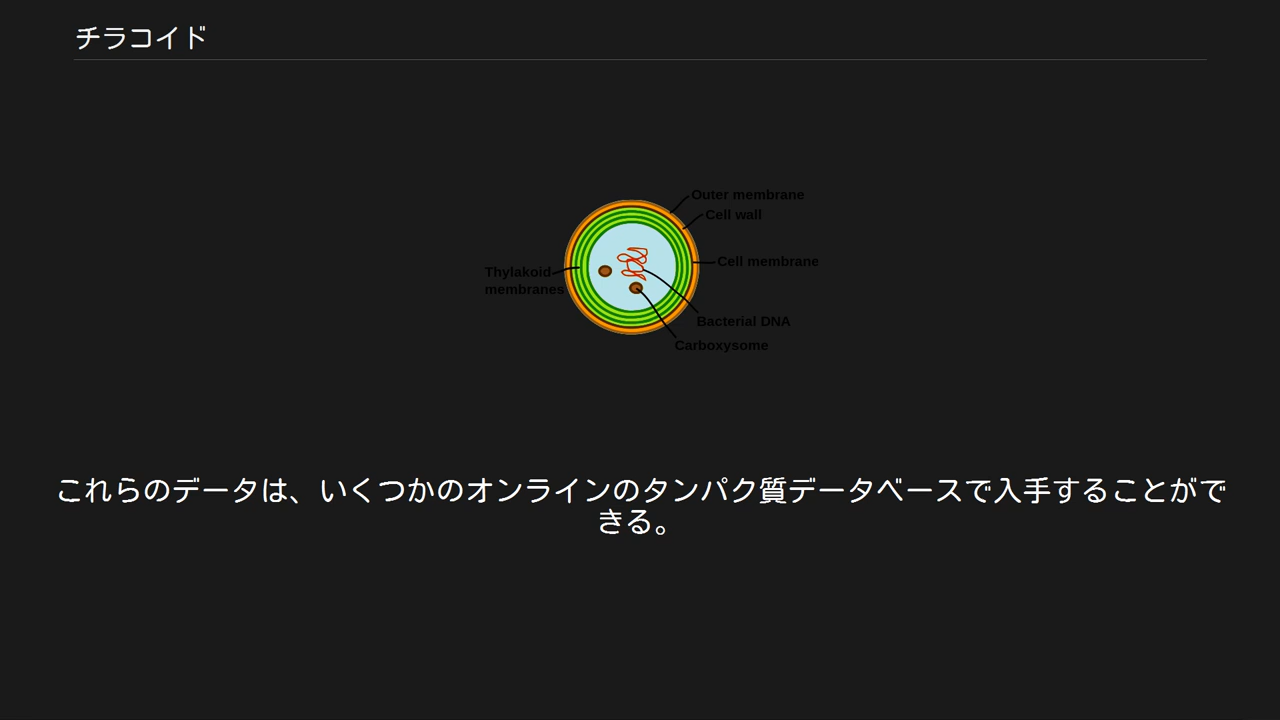 チラコイド
Outer membrane
Cell wall
Cell membrane
Thylakoid
membranes
Bacterial DNA
Carboxysome
これらのデータは、いくつかのオンラインのタンパク質データベースで入手することがで
きる。